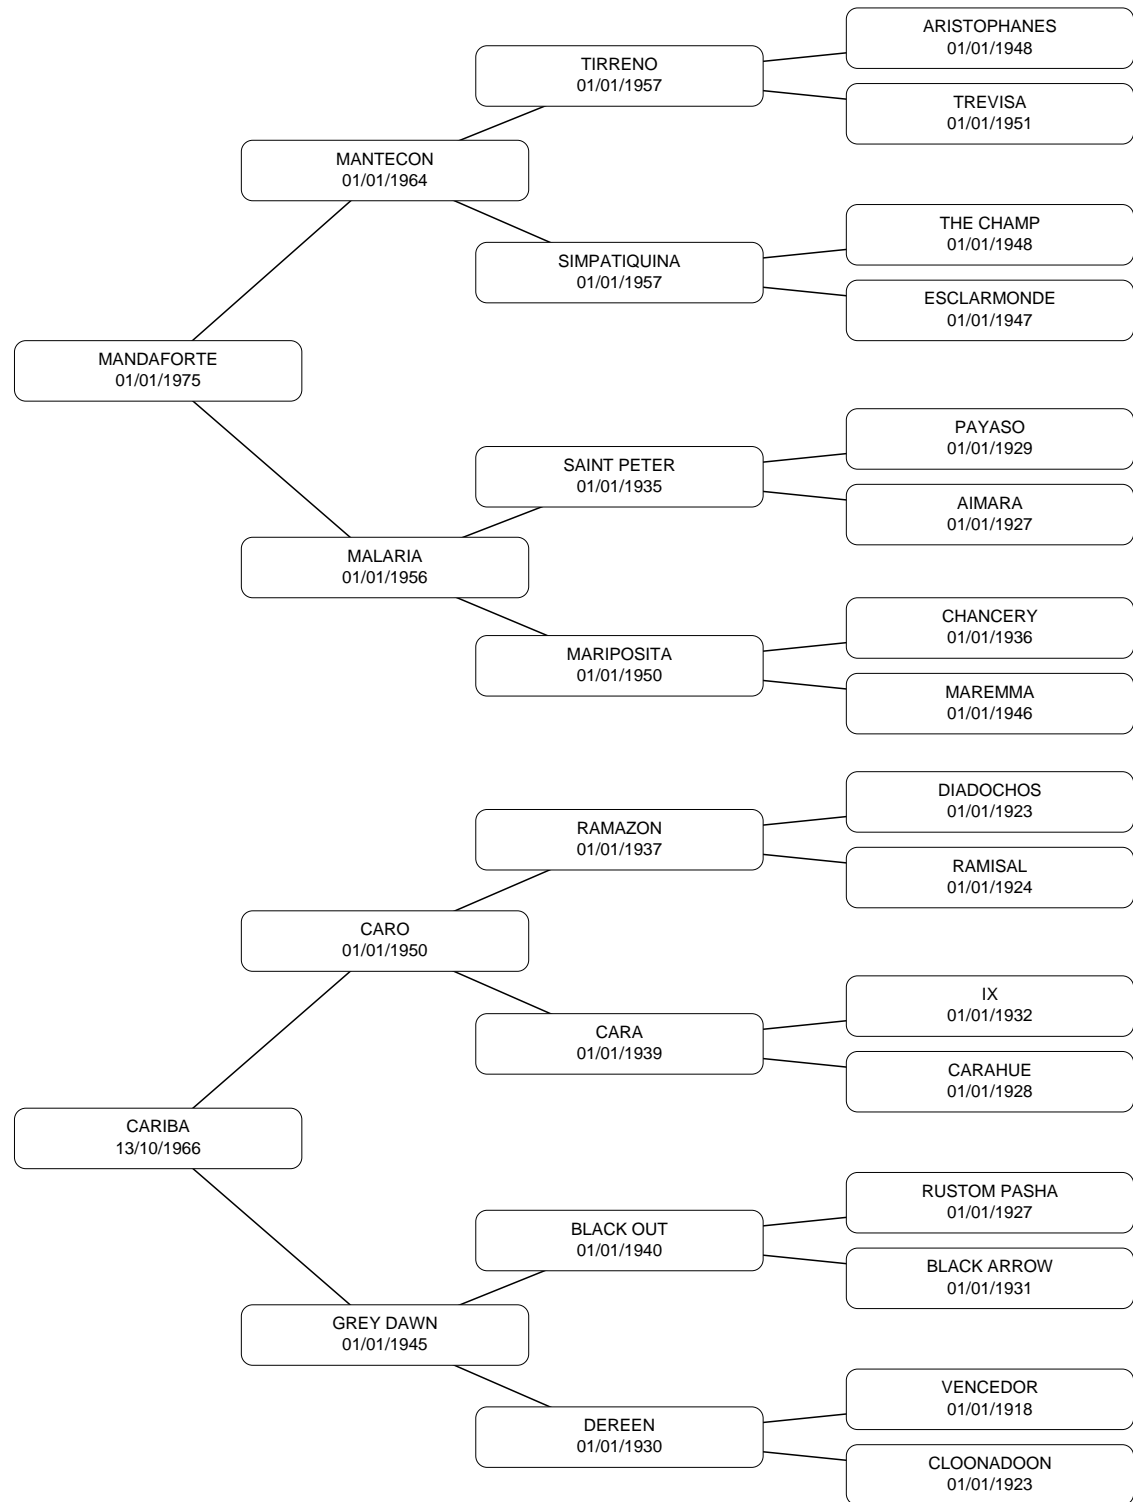 ARISTOPHANES
01/01/1948
TIRRENO
01/01/1957
TREVISA
01/01/1951
MANTECON
01/01/1964
THE CHAMP
01/01/1948
SIMPATIQUINA
01/01/1957
ESCLARMONDE
01/01/1947
MANDAFORTE
01/01/1975
PAYASO
01/01/1929
SAINT PETER
01/01/1935
AIMARA
01/01/1927
MALARIA
01/01/1956
CHANCERY
01/01/1936
MARIPOSITA
01/01/1950
MAREMMA
01/01/1946
DIADOCHOS
01/01/1923
RAMAZON
01/01/1937
RAMISAL
01/01/1924
CARO
01/01/1950
IX
01/01/1932
CARA
01/01/1939
CARAHUE
01/01/1928
CARIBA
13/10/1966
RUSTOM PASHA
01/01/1927
BLACK OUT
01/01/1940
BLACK ARROW
01/01/1931
GREY DAWN
01/01/1945
VENCEDOR
01/01/1918
DEREEN
01/01/1930
CLOONADOON
01/01/1923